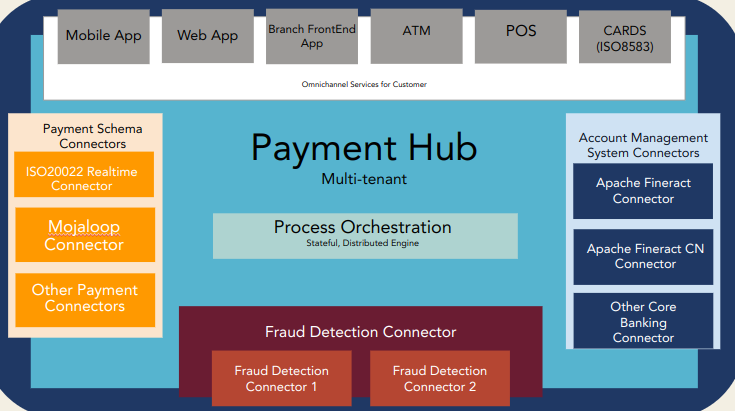 Mobile App
Web App
Branch FrontEnd
App
ATM
POS
CARDS
(ISO8583)
Omnichannel Services for Customer
Payment Schema
Connectors
ISO20022 Realtime
Connector
Mojaloop
Connector
Other Payment
Connectors
Payment Hub
Multi-tenant
Process Orchestration
Stateful, Distributed Engine
Account Management
System Connectors
Apache Fineract
Connector
Apache Fineract CN
Connector
Other Core
Banking
Connector
Fraud Detection Connector
Fraud Detection
Connector 1
Fraud Detection
Connector 2